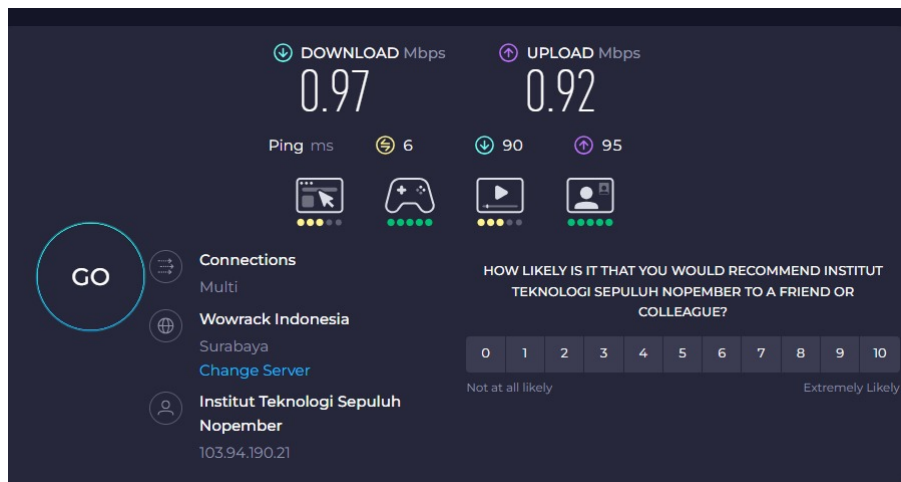 DOWNLOAD Mbps
UPLOAD Mbps
0.97
0.92
Ping ms 6 90 95
GO
Connections
Multi
Wowrack Indonesia
Surabaya
Change Server
Institut Teknologi Sepuluh
Nopember
103.94.190.21
HOW LIKELY IS IT THAT YOU WOULD RECOMMEND INSTITUT
TEKNOLOGI SEPULUH NOPEMBER TO A FRIEND OR
COLLEAGUE?
0 1 2 3 4 5 6 7 8 9 10
Not at all likely
Extremely Likely